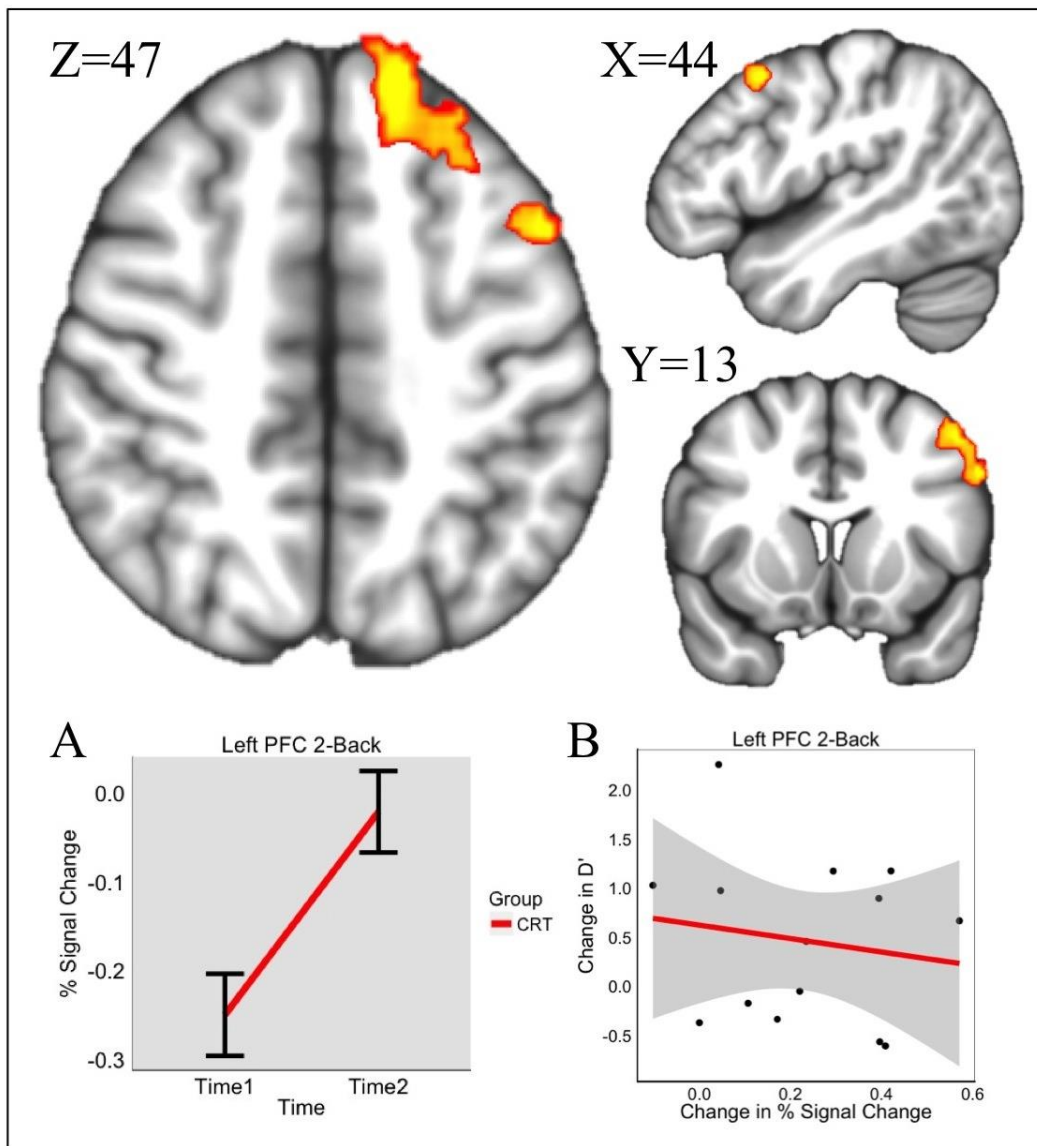 Z=47
X=44
Y=13
A
Left PFC 2-Back
% Signal Change
0.0
-0.1
-0.2
-0.3
Time1 Time2
Time
Group
CRT
B
Left PFC 2-Back
Change in D'
2.0
1.5
1.0
0.5
0.0
-0.5
0.0 0.2 0.4 0.6
Change in % Signal Change